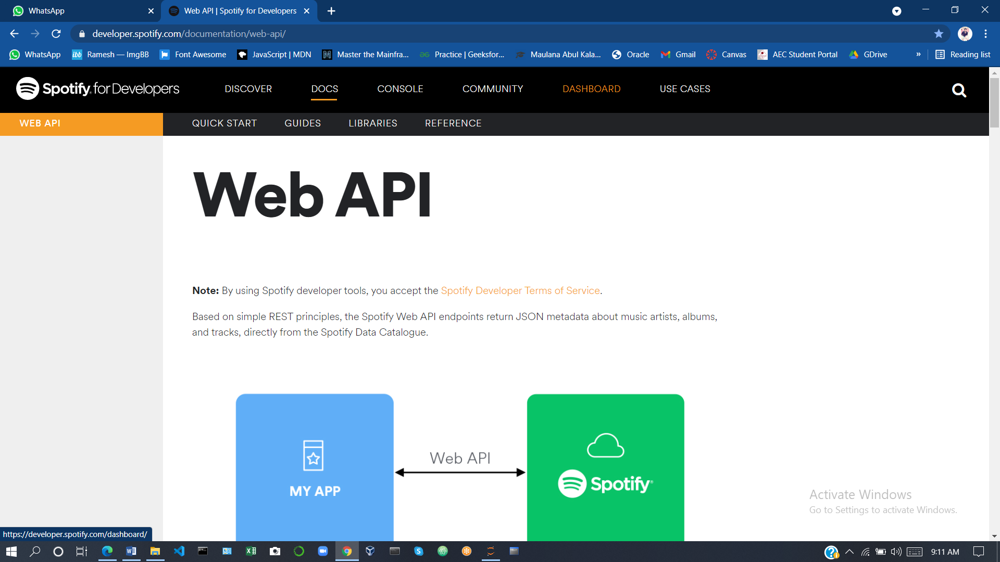 WhatsApp
Web API | Spotify for Developers
developer.spotify.com/documentation/web-api/
WhatsApp
ibb Ramesh — ImgBB
Font Awesome
JavaScript | MDN
Master the Mainfra...
Practice | Geeksfor...
Maulana Abul Kala...
Oracle
Gmail
Canvas
AEC Student Portal
GDrive
»
Reading list
Spotify® for Developers
DISCOVER
DOCS
CONSOLE
COMMUNITY
DASHBOARD
USE CASES
WEB API
QUICK START
GUIDES
LIBRARIES
REFERENCE
Web API
Note: By using Spotify developer tools, you accept the Spotify Developer Terms of Service.
Based on simple REST principles, the Spotify Web API endpoints return JSON metadata about music artists, albums,
and tracks, directly from the Spotify Data Catalogue.
MY APP
Web API
Spotify®
Activate Windows
Go to Settings to activate Windows.
https://developer.spotify.com/dashboard/
9:11 AM